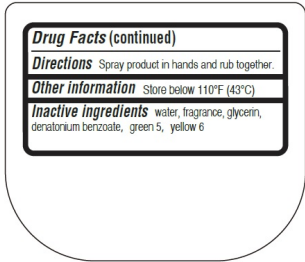 Drug Facts (continued)
Directions Spray product in hands and rub together.
Other information Store below 110°F (43°C)
Inactive ingredients water, fragrance, glycerin,
denatonium benzoate, green 5, yellow 6